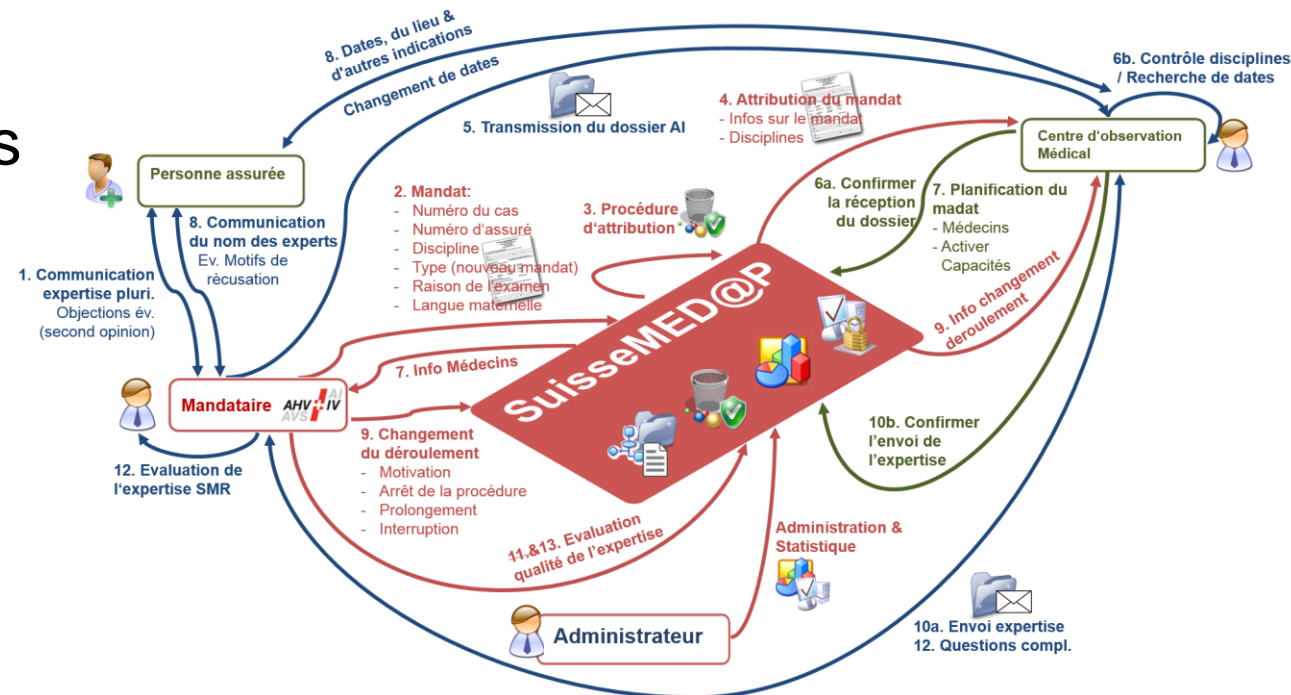 s
8. Dates, du lieu &
d'autres indications
Changement de dates
5. Transmission du dossier AI
4. Attribution du mandat
- Infos sur le mandat
- Disciplines
6b. Contrôle disciplines
/ Recherche de dates
Centre d'observation
Médical
Personne assurée
2. Mandat:
- Numéro du cas
- Numéro d'assuré
- Discipline
- Type (nouveau mandat)
- Raison de l'examen
- Langue maternelle
3. Procédure
d'attribution
6a. Confirmer
la réception
du dossier
7. Planification du
madat
- Médecins
- Activer
Capacités
8. Communication
du nom des experts
Ev. Motifs de
rècusation
1. Communication
expertise pluri.
Objections év.
(second opinion)
SuisseMED@P
9. Info changement
deroulement
7. Info Médecins
Mandataire
AHV IV
AVS AI
9. Changement
du déroulement
- Motivation
- Arrêt de la procédure
- Prolongement
- Interruption
10b. Confirmer
l'envoi de
l'expertise
12. Evaluation de
l'expertise SMR
11.&13. Evaluation
qualité de l'expertise
Administration &
Statistique
Administrateur
10a. Envoi expertise
12. Questions compl.